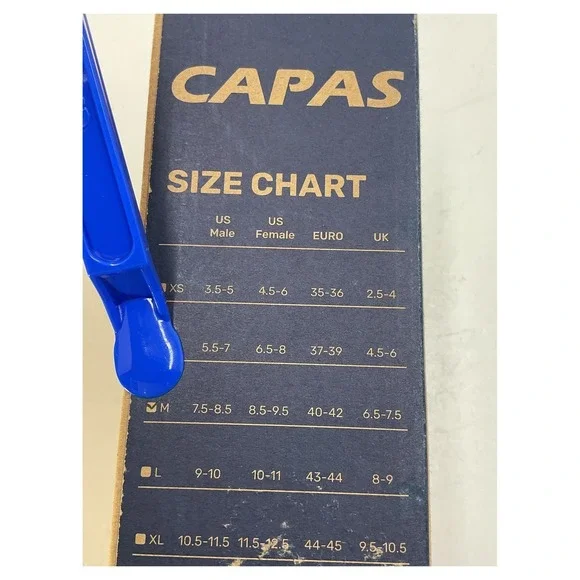 CAPAS
SIZE CHART
US Male US Female EURO UK
XS 3.5-5 4.5-6 35-36 2.5-4
5.5-7 6.5-8 37-39 4.5-6
M 7.5-8.5 8.5-9.5 40-42 6.5-7.5
L 9-10 10-11 43-44 8-9
XL 10.5-11.5 11.5-12.5 44-45 9.5-10.5